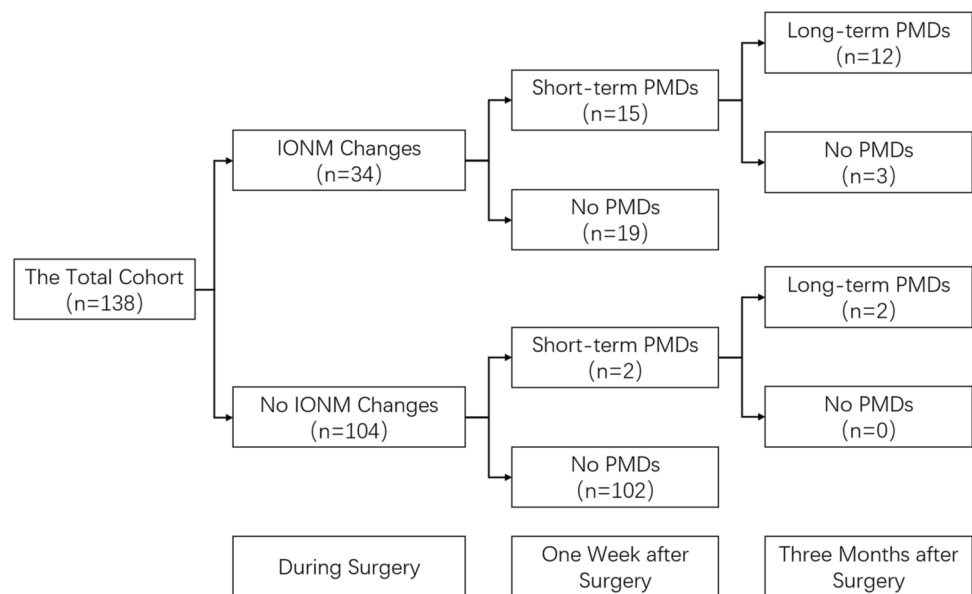 The Total Cohort
(n=138)
IONM Changes
(n=34)
No IONM Changes
(n=104)
During Surgery
Short-term PMDs
(n=15)
No PMDs
(n=19)
Short-term PMDs
(n=2)
No PMDs
(n=102)
One Week after
Surgery
Long-term PMDs
(n=12)
No PMDs
(n=3)
Long-term PMDs
(n=2)
No PMDs
(n=0)
Three Months after
Surgery